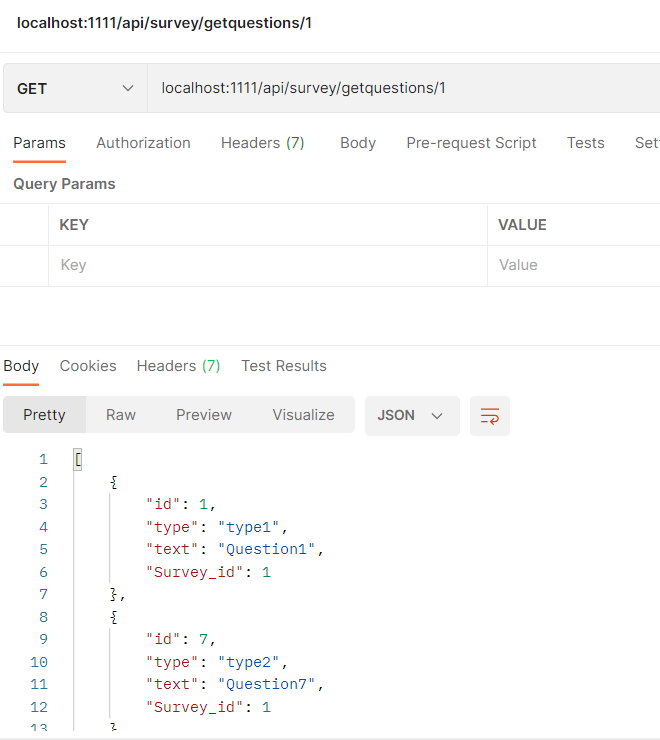 localhost:1111/api/survey/getquestions/1
GET localhost:1111/api/survey/getquestions/1
Params Authorization Headers (7) Body Pre-request Script Tests Sett
Query Params
KEY VALUE
Key Value
Body Cookies Headers (7) Test Results
Pretty Raw Preview Visualize JSON
1 [
2 {
3 "id": 1,
4 "type": "type1",
5 "text": "Question1",
6 "Survey_id": 1
7 },
8 {
9 "id": 7,
10 "type": "type2",
11 "text": "Question7",
12 "Survey_id": 1
13 }